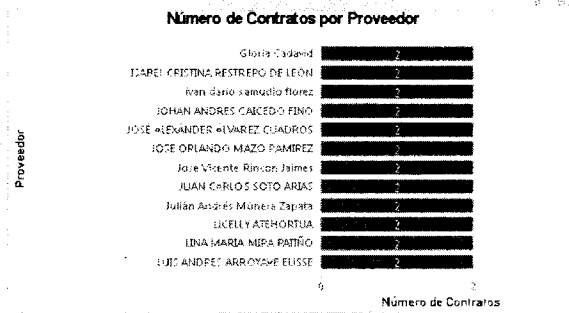 Número de Contratos por Proveedor
Gloria Cadavid 2
ISABEL CRISTINA RESTREPO DE LEON 2
ivan dario samudio florez 2
JOHAN ANDRES CAICEDO FINO 2
JOSE ALEXANDER ALVAREZ CUADROS 2
JOSE ORLANDO MAZO RAMIREZ 2
Jose Vicente Rincon Jaimes 2
JUAN CARLOS SOTO ARIAS 2
Julián Andrés Múnera Zapata 2
LICELLY ATEHORTUA 2
LINA MARIA MIRA PATIÑO 2
LUIS ANDRES ARROYAVE ELISSE 2
Proveedor
0 2
Número de Contratos